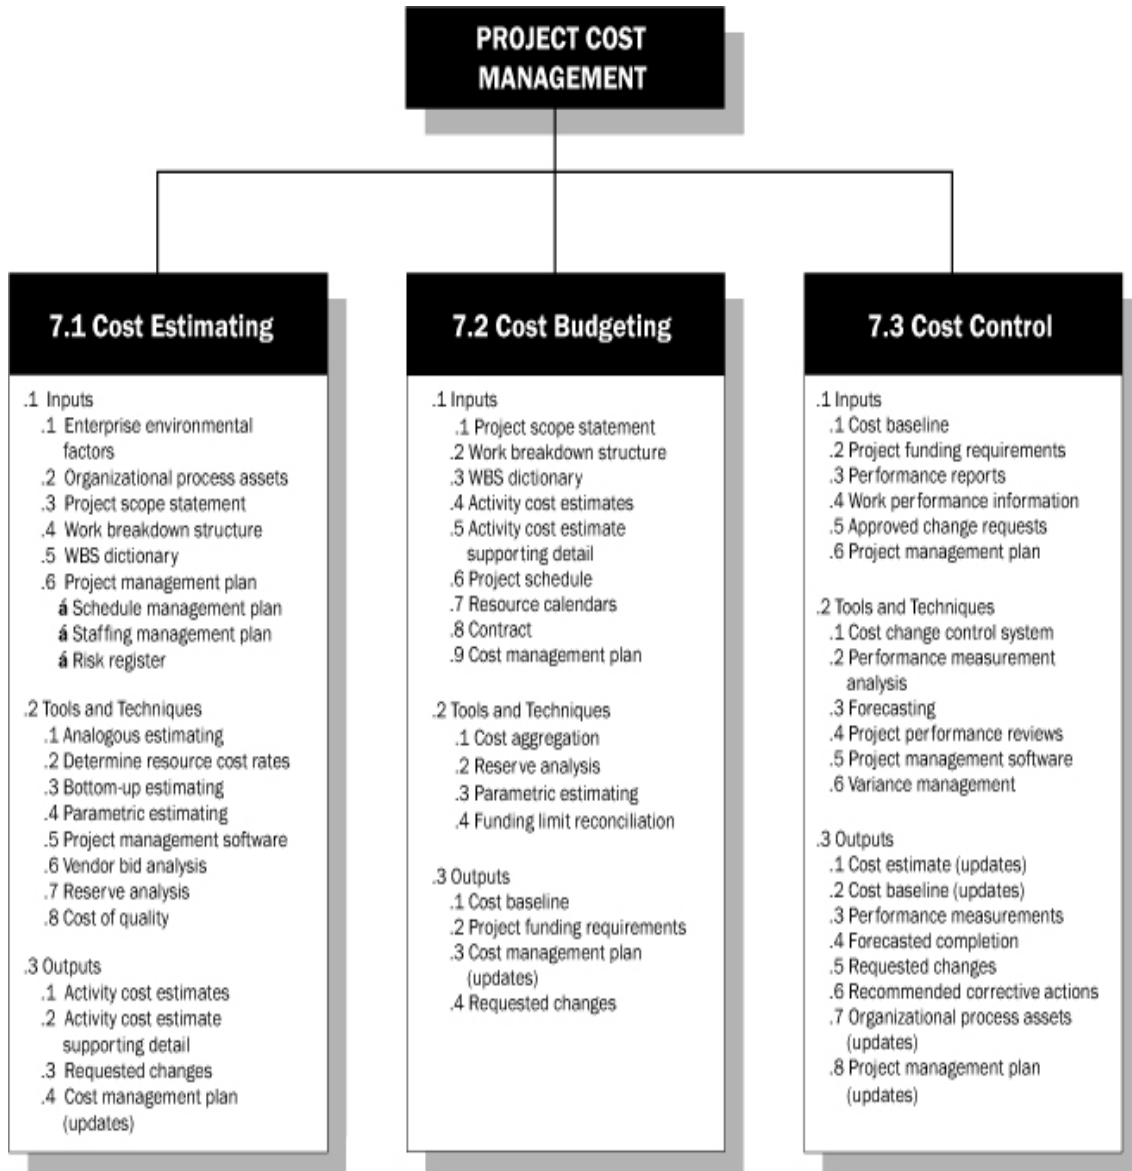 PROJECT COST
MANAGEMENT
7.1 Cost Estimating
.1 Inputs
.1 Enterprise environmental
factors
.2 Organizational process assets
.3 Project scope statement
.4 Work breakdown structure
.5 WBS dictionary
.6 Project management plan
á Schedule management plan
á Staffing management plan
á Risk register
.2 Tools and Techniques
.1 Analogous estimating
.2 Determine resource cost rates
.3 Bottom-up estimating
.4 Parametric estimating
.5 Project management software
.6 Vendor bid analysis
.7 Reserve analysis
.8 Cost of quality
.3 Outputs
.1 Activity cost estimates
.2 Activity cost estimate
supporting detail
.3 Requested changes
.4 Cost management plan
(updates)
7.2 Cost Budgeting
.1 Inputs
.1 Project scope statement
.2 Work breakdown structure
.3 WBS dictionary
.4 Activity cost estimates
.5 Activity cost estimate
supporting detail
.6 Project schedule
.7 Resource calendars
.8 Contract
.9 Cost management plan
.2 Tools and Techniques
.1 Cost aggregation
.2 Reserve analysis
.3 Parametric estimating
.4 Funding limit reconciliation
.3 Outputs
.1 Cost baseline
.2 Project funding requirements
.3 Cost management plan
(updates)
.4 Requested changes
7.3 Cost Control
.1 Inputs
.1 Cost baseline
.2 Project funding requirements
.3 Performance reports
.4 Work performance information
.5 Approved change requests
.6 Project management plan
.2 Tools and Techniques
.1 Cost change control system
.2 Performance measurement
analysis
.3 Forecasting
.4 Project performance reviews
.5 Project management software
.6 Variance management
.3 Outputs
.1 Cost estimate (updates)
.2 Cost baseline (updates)
.3 Performance measurements
.4 Forecasted completion
.5 Requested changes
.6 Recommended corrective actions
.7 Organizational process assets
(updates)
.8 Project management plan
(updates)